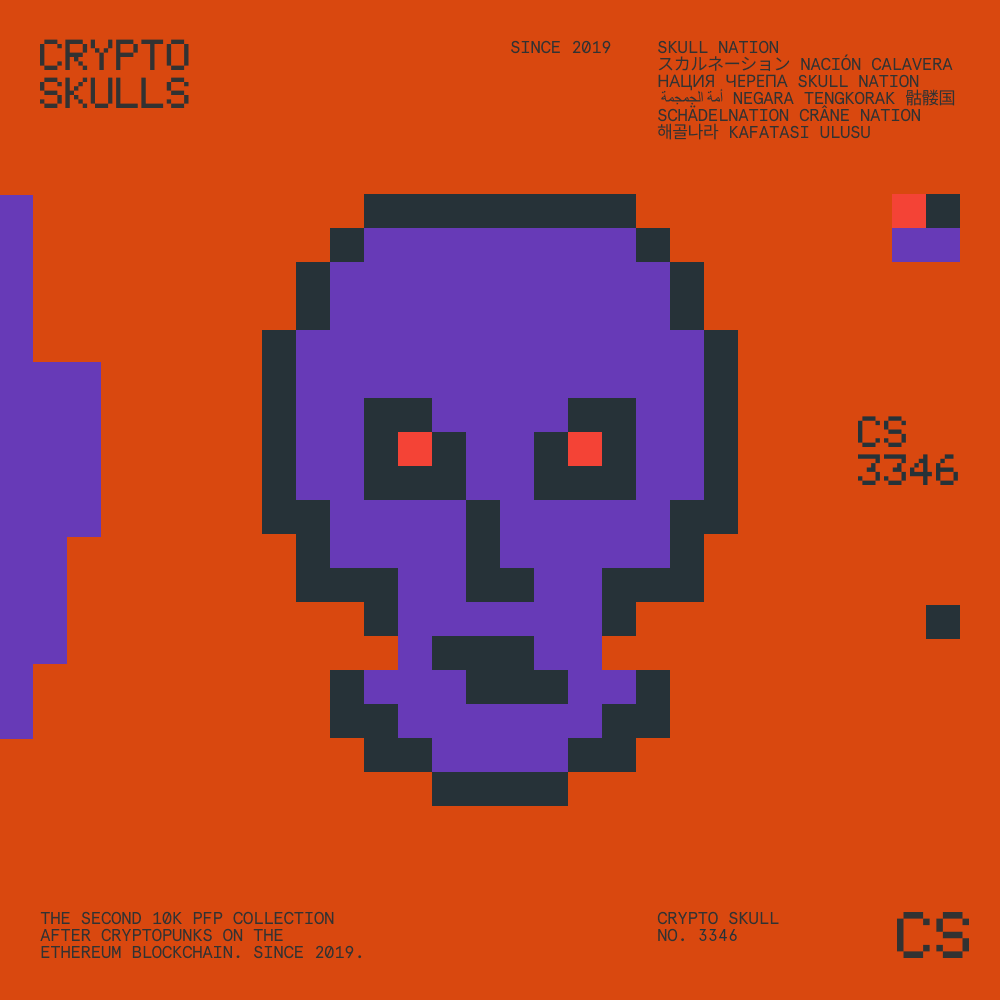 CRYPTO
SKULLS
SINCE 2019
SKULL NATION
スカルネーション NACIÓN CALAVERA
НАЦИЯ ЧЕРЕПА SKULL NATION
أمة الجمجمة NEGARA TENGKORAK 骷髅国
SCHÄDELNATION CRÂNE NATION
해골나라 KAFATASI ULUSU
CS
3346
THE SECOND 10K PFP COLLECTION
AFTER CRYPTOPUNKS ON THE
ETHEREUM BLOCKCHAIN. SINCE 2019.
CRYPTO SKULL
NO. 3346
CS